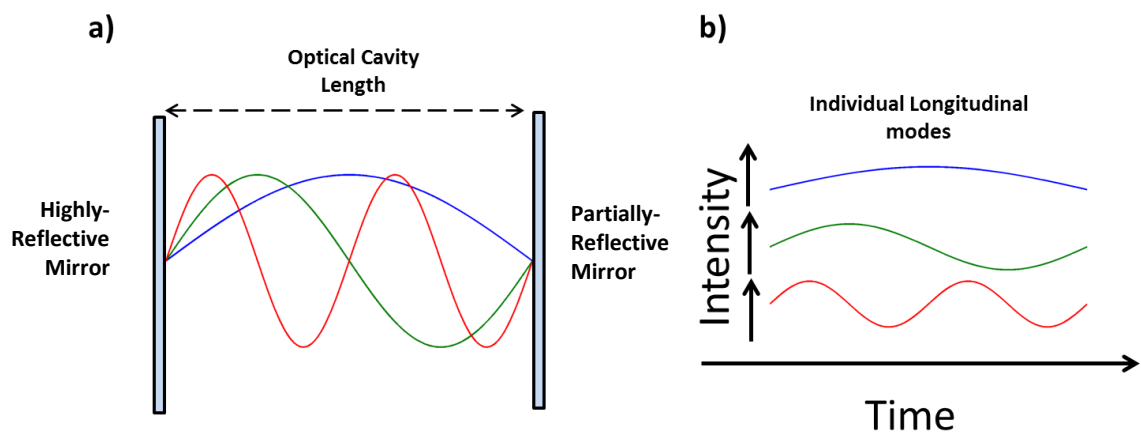 a)
Optical Cavity
Length
Highly-
Reflective
Mirror
Partially-
Reflective
Mirror
b)
Individual Longitudinal
modes
Intensity
Time